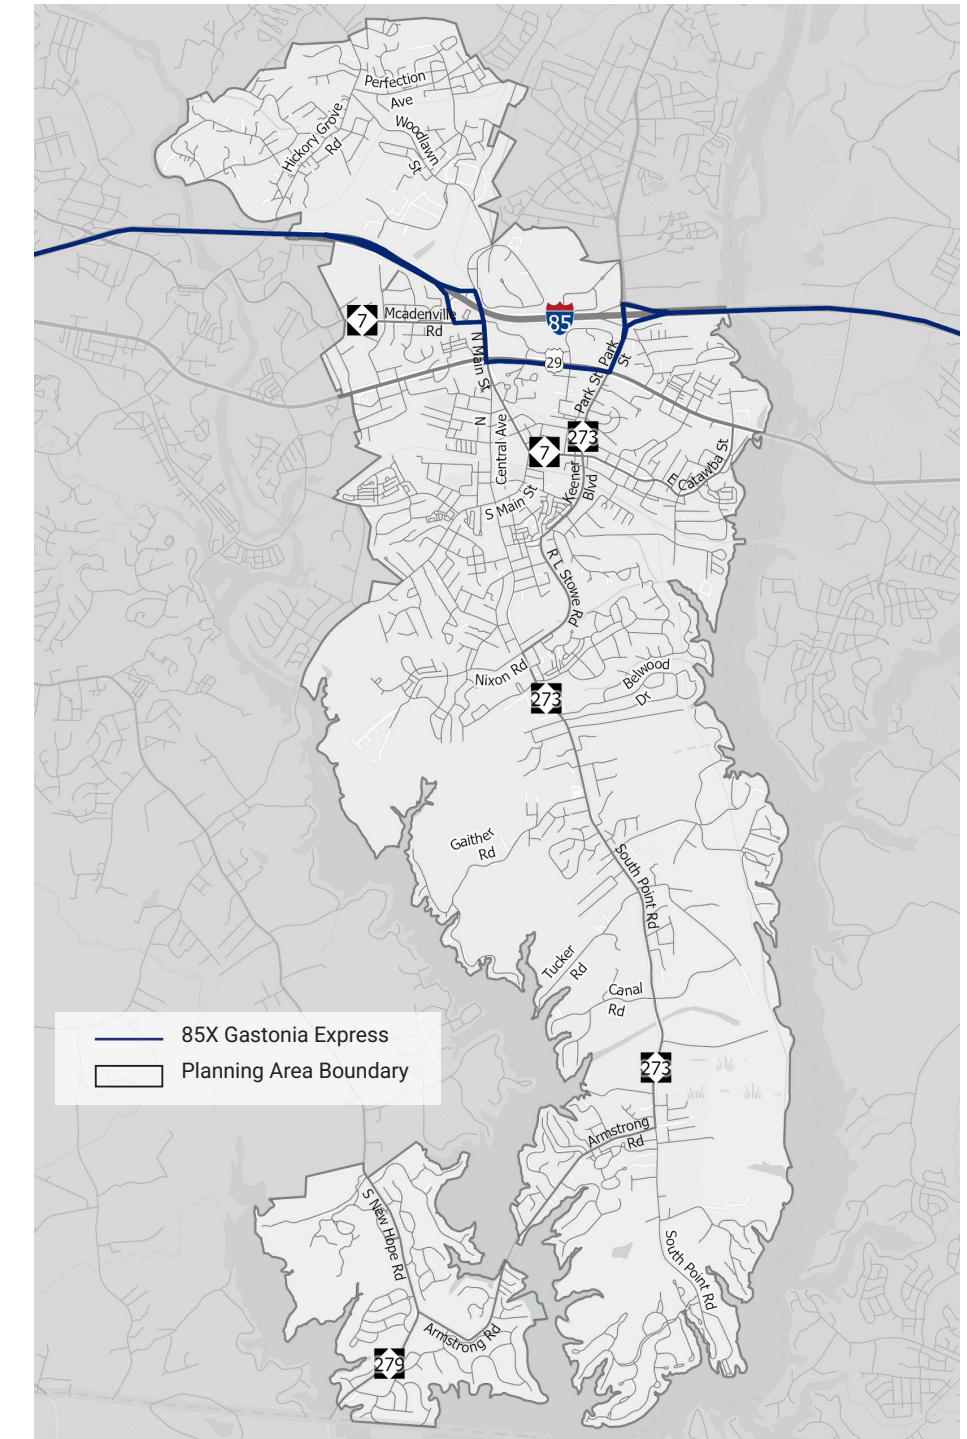 Perfection
Ave
Hickory Grove
Rd
Woodlawn
St
7
Mcadenville
Rd
85
N Main St
29
Park St
Park
St
N
Central Ave
7
273
E
Catawba St
Keener
Blvd
S Main St
R L Stowe Rd
Nixon Rd
Belwood
Dr
273
Gaither
Rd
South Point Rd
Tucker
Rd
Canal
Rd
85X Gastonia Express
Planning Area Boundary
273
Armstrong
Rd
S New Hope Rd
South Point Rd
Armstrong Rd
279